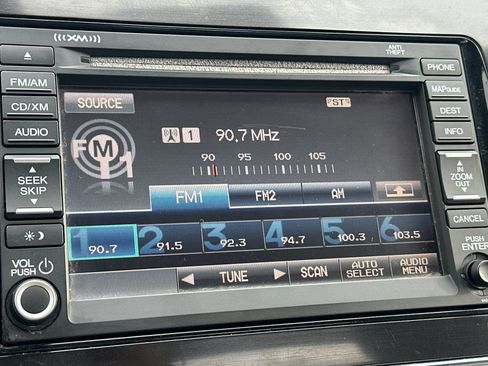 XM
ANTI
THEFT
FM/AM
CD/XM
AUDIO
SEEK
SKIP
VOL
PUSH
SOURCE
ST
FM
1
1 90.7 MHz
90 95 100 105
FM1 FM2 AM
1 90.7 2 91.5 3 92.3 4 94.7 5 100.3 6 103.5
TUNE SCAN AUTO SELECT AUDIO MENU
PHONE
MAP GUIDE
DEST
INFO
IN
ZOOM
OUT
CANCEL
PUSH
ENTER